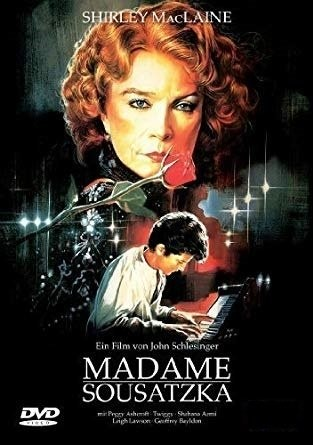 SHIRLEY MACLAINE
Ein Film von John Schlesinger
MADAME
SOUSATZKA
mit Peggy Ashcroft · Twiggy · Shabana Azmi
Leigh Lawson · Geoffrey Bayldon
DVD
VIDEO